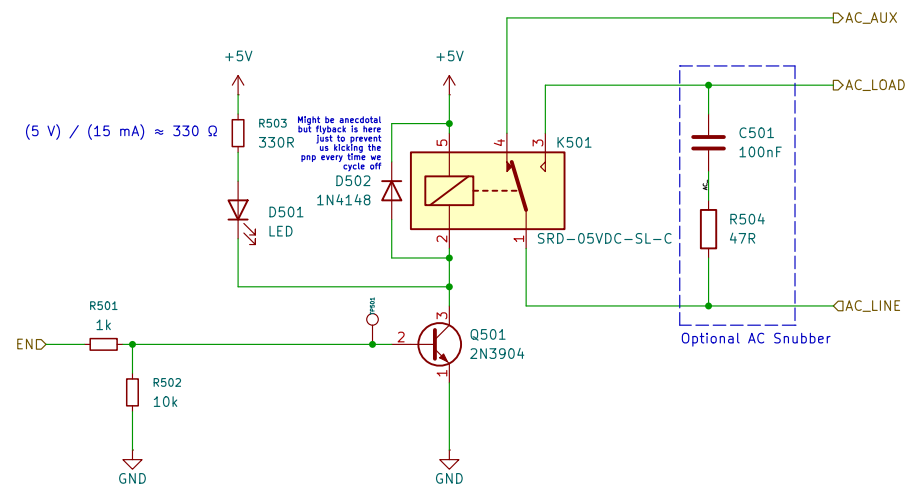 AC_AUX
+5V
+5V
AC_LOAD
(5 V) / (15 mA) ≈ 330 Ω
R503
330R
Might be anecdotal
but flyback is here
just to prevent
us kicking the
pnp every time we
cycle off
5
4
3
K501
C501
100nF
D502
1N4148
AC_
D501
LED
R504
47R
2
1
SRD-05VDC-SL-C
R501
1k
TP501
3
AC_LINE
EN
2
Q501
2N3904
Optional AC Snubber
1
R502
10k
GND
GND